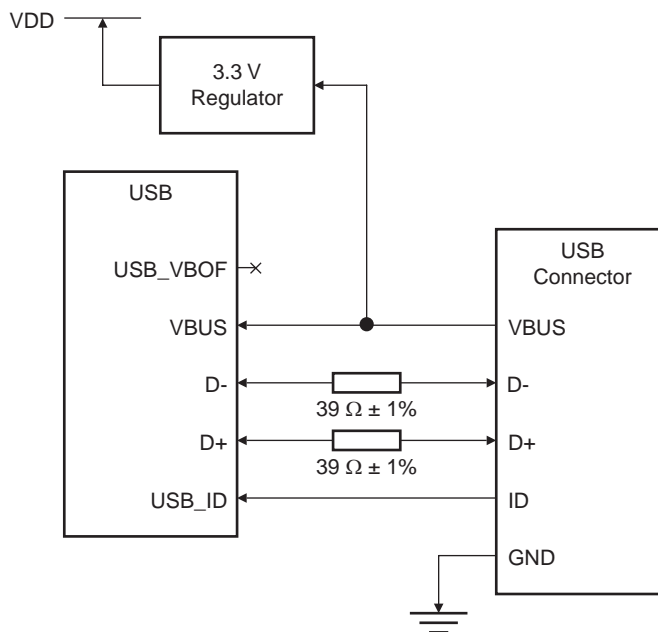 VDD
3.3 V
Regulator
USB
USB_VBOF
VBUS
D-
D+
USB_ID
39 Ω ± 1%
39 Ω ± 1%
USB
Connector
VBUS
D-
D+
ID
GND